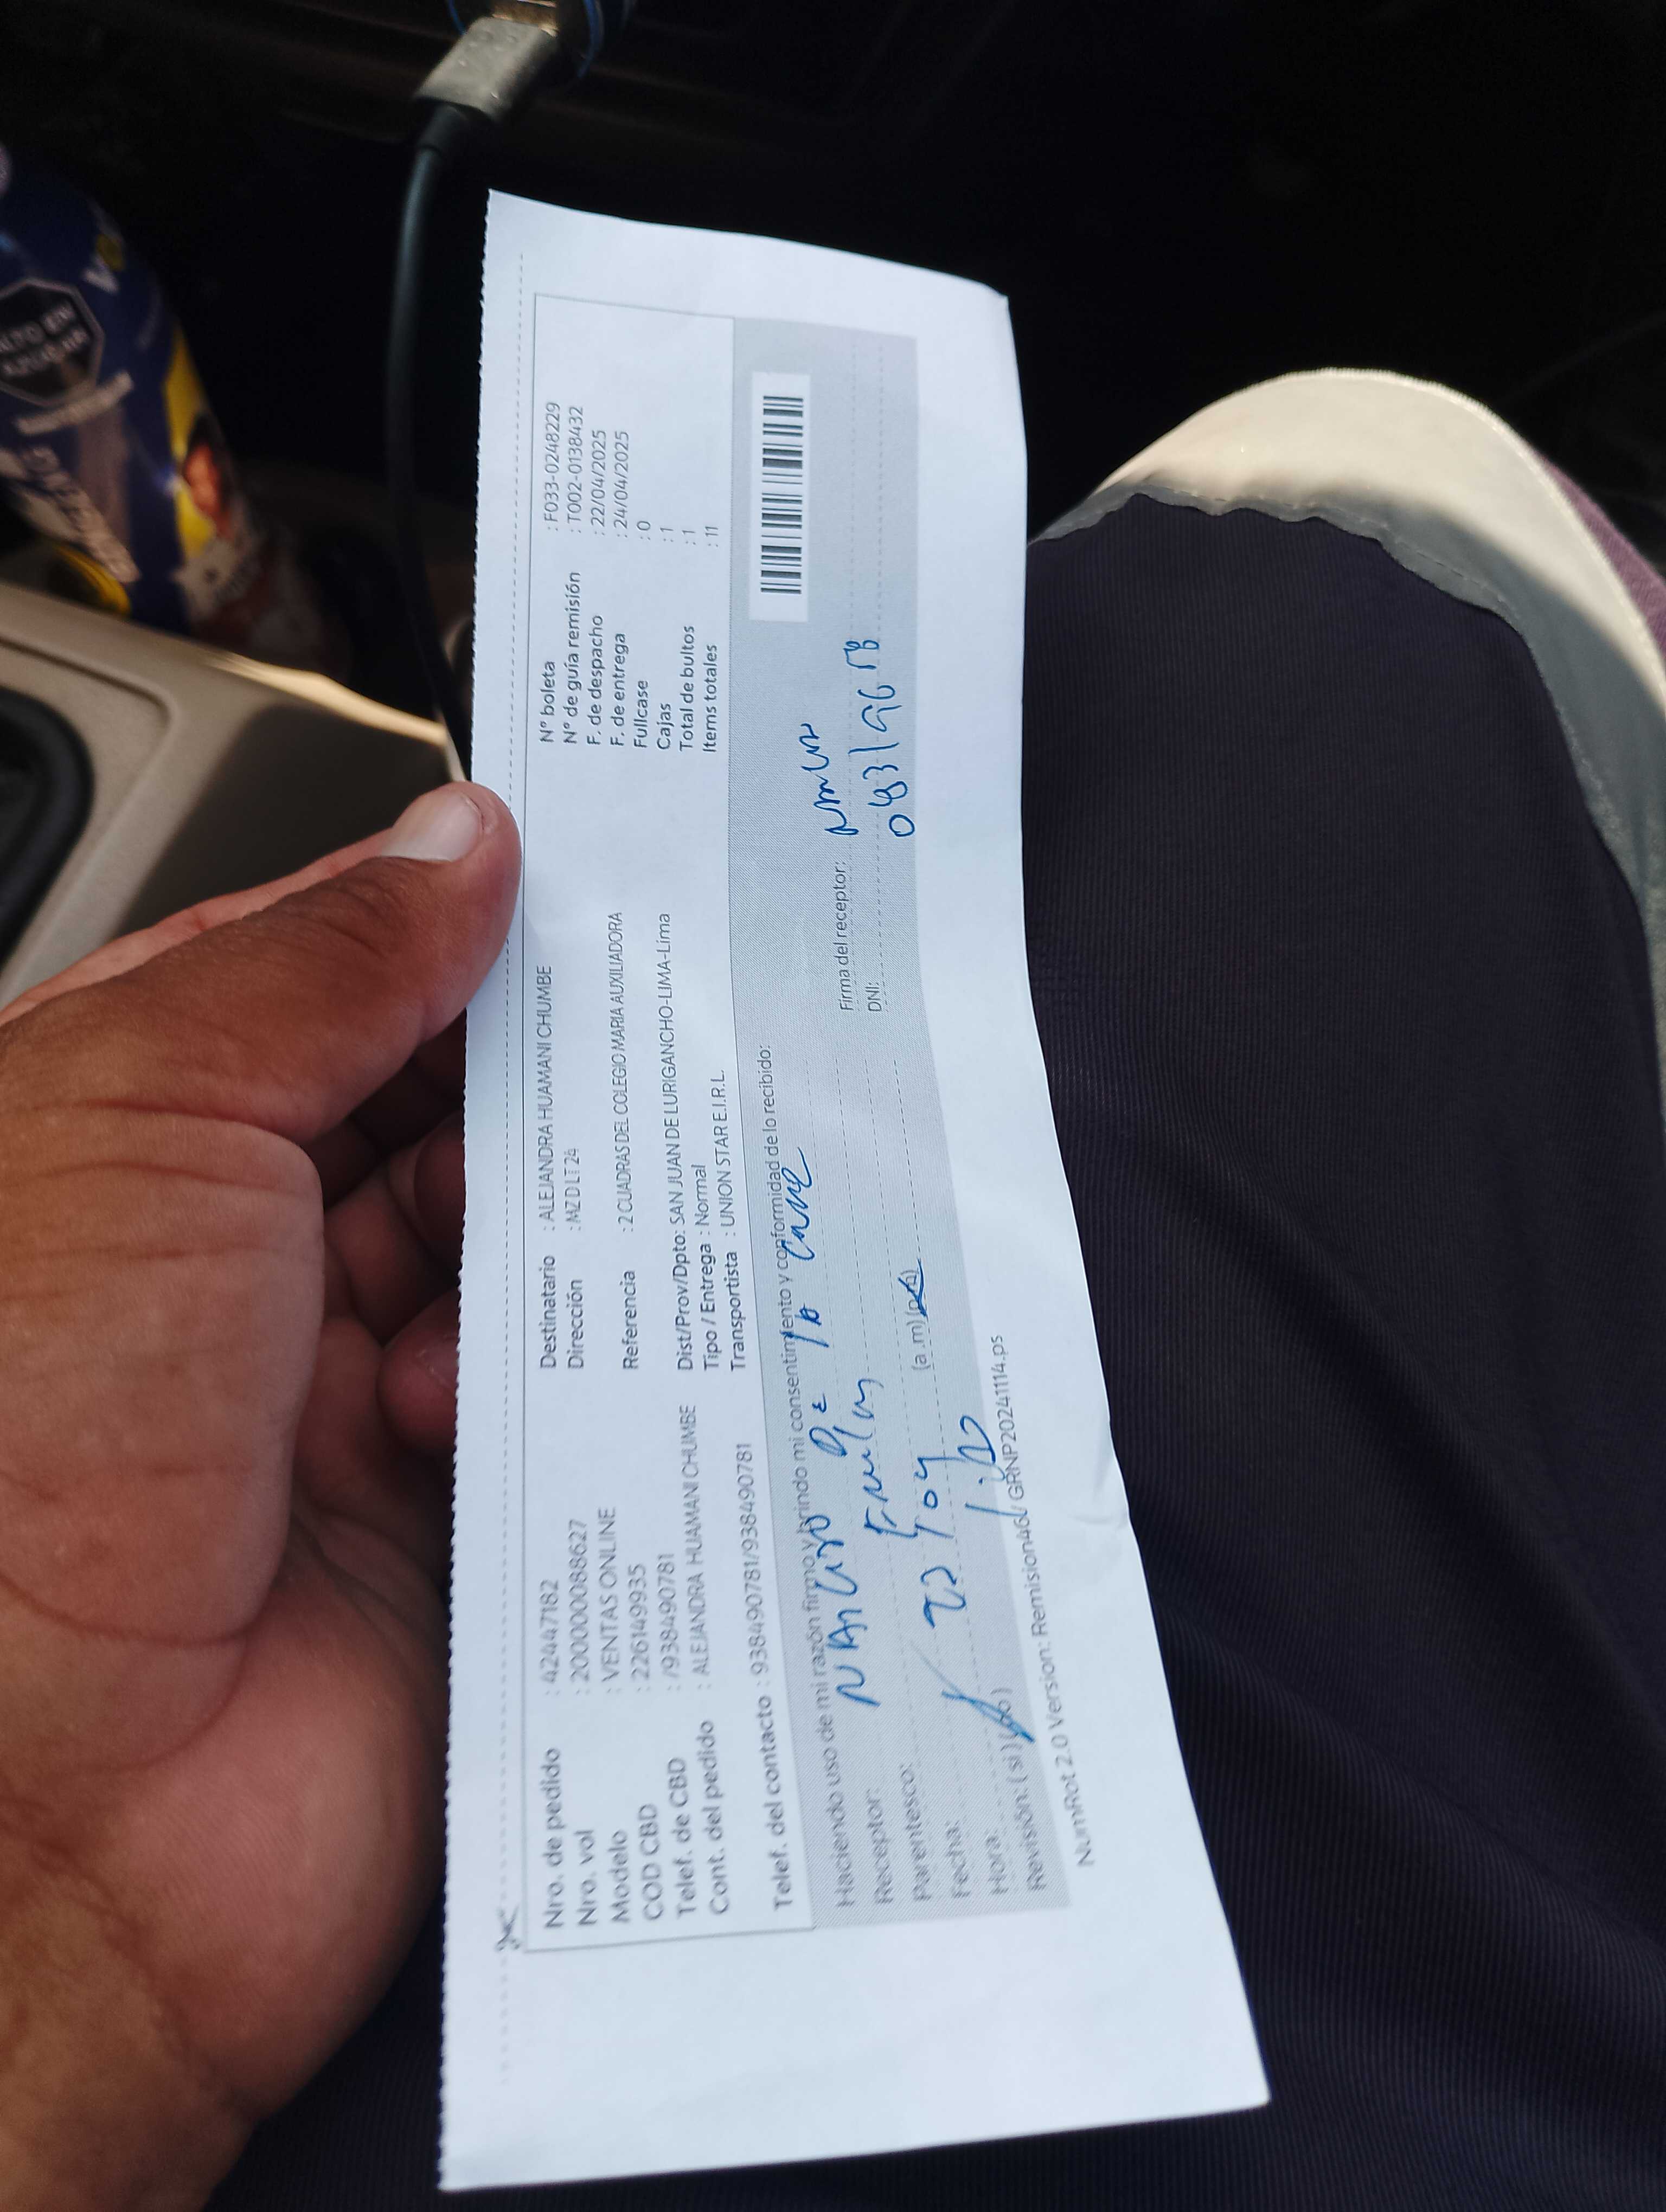 Nro. de pedido : 42447182
Nro. vol : 2000000088627
Modelo : VENTAS ONLINE
COD CBD : 226149935
Telef. de CBD : /938490781
Cont. del pedido : ALEJANDRA HUAMANI CHUMBE
Telef. del contacto : 938490781/938490781
Destinatario : ALEJANDRA HUAMANI CHUMBE
Dirección : MZ D LT 24
Referencia : 2 CUADRAS DEL COLEGIO MARIA AUXILIADORA
Dist/Prov/Dpto: SAN JUAN DE LURIGANCHO-LIMA-Lima
Tipo / Entrega : Normal
Transportista : UNION STAR E.I.R.L.
N° boleta : F033-0248229
N° de guía remisión : T002-0138432
F. de despacho : 22/04/2025
F. de entrega : 24/04/2025
Fullcase : 0
Cajas : 1
Total de bultos : 1
Items totales : 11
Haciendo uso de mi razón firmo y brindo mi consentimiento y conformidad de lo recibido:
Receptor:
Parentesco:
Fecha:
Hora: (a.m)
Revisión: ( si )
Firma del receptor:
DNI:
NumRot 2.0 Version: Remision46 / GRNP20241114.ps
ALTO EN